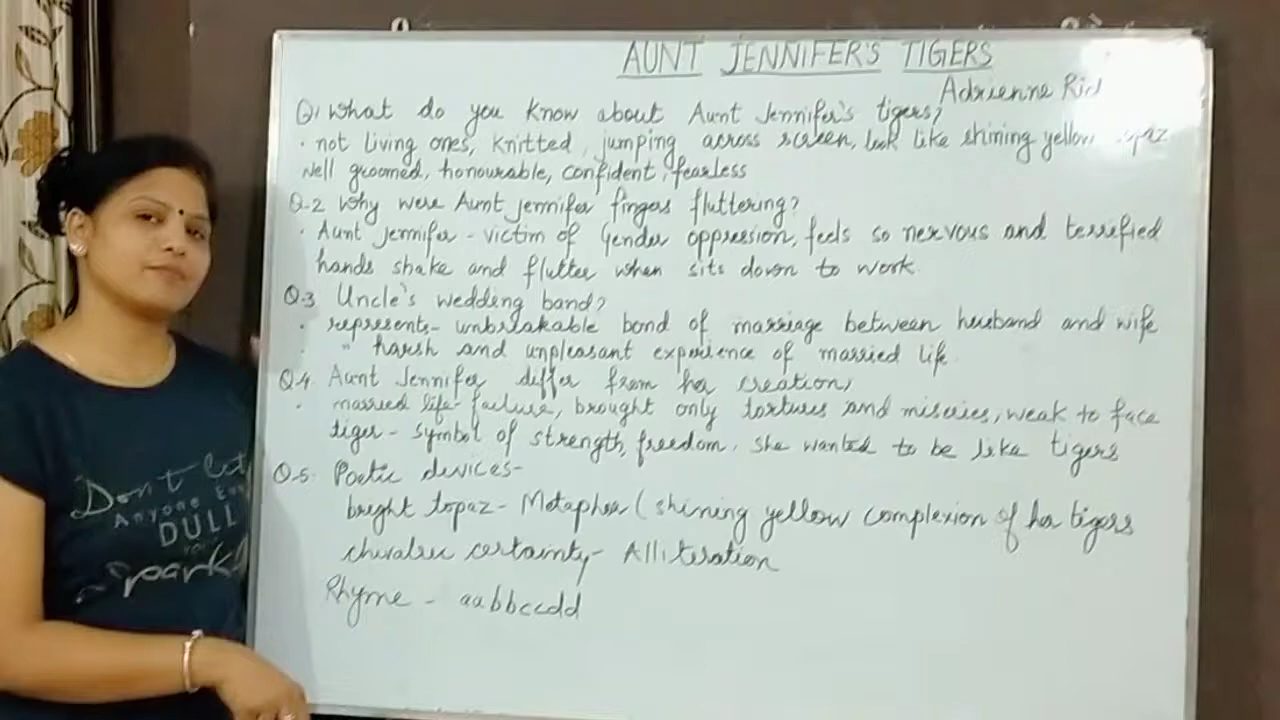 AUNT JENNIFER'S TIGERS
Adrienne Rich
Q.1 What do you know about Aunt Jennifer's tigers?
· not living ones, knitted, jumping across screen, look like shining yellow topaz
Well groomed, honourable, confident, fearless
Q.2 Why were Aunt Jennifer fingers fluttering?
· Aunt Jennifer - victim of Gender oppression, feels so nervous and terrified
hands shake and flutter when sits down to work
Q.3 Uncle's wedding band?
· represents - unbreakable bond of marriage between husband and wife
· " harsh and unpleasant experience of married life
Q.4 Aunt Jennifer differ from her creation,
· married life - failure, brought only tortures and miseries, weak to face
tiger - symbol of strength, freedom. She wanted to be like tigers
Q.5 Poetic devices -
bright topaz - Metaphor (shining yellow complexion of her tigers
chivalric certainty - Alliteration
Rhyme - aabbccdd
Don't let
Anyone Ever
DULL
Spark